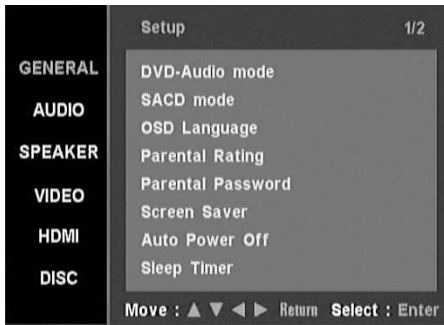 Setup 1/2
GENERAL
AUDIO
SPEAKER
VIDEO
HDMI
DISC
DVD-Audio mode
SACD mode
OSD Language
Parental Rating
Parental Password
Screen Saver
Auto Power Off
Sleep Timer
Move : ▲ ▼ ◀ ▶ Return Select : Enter